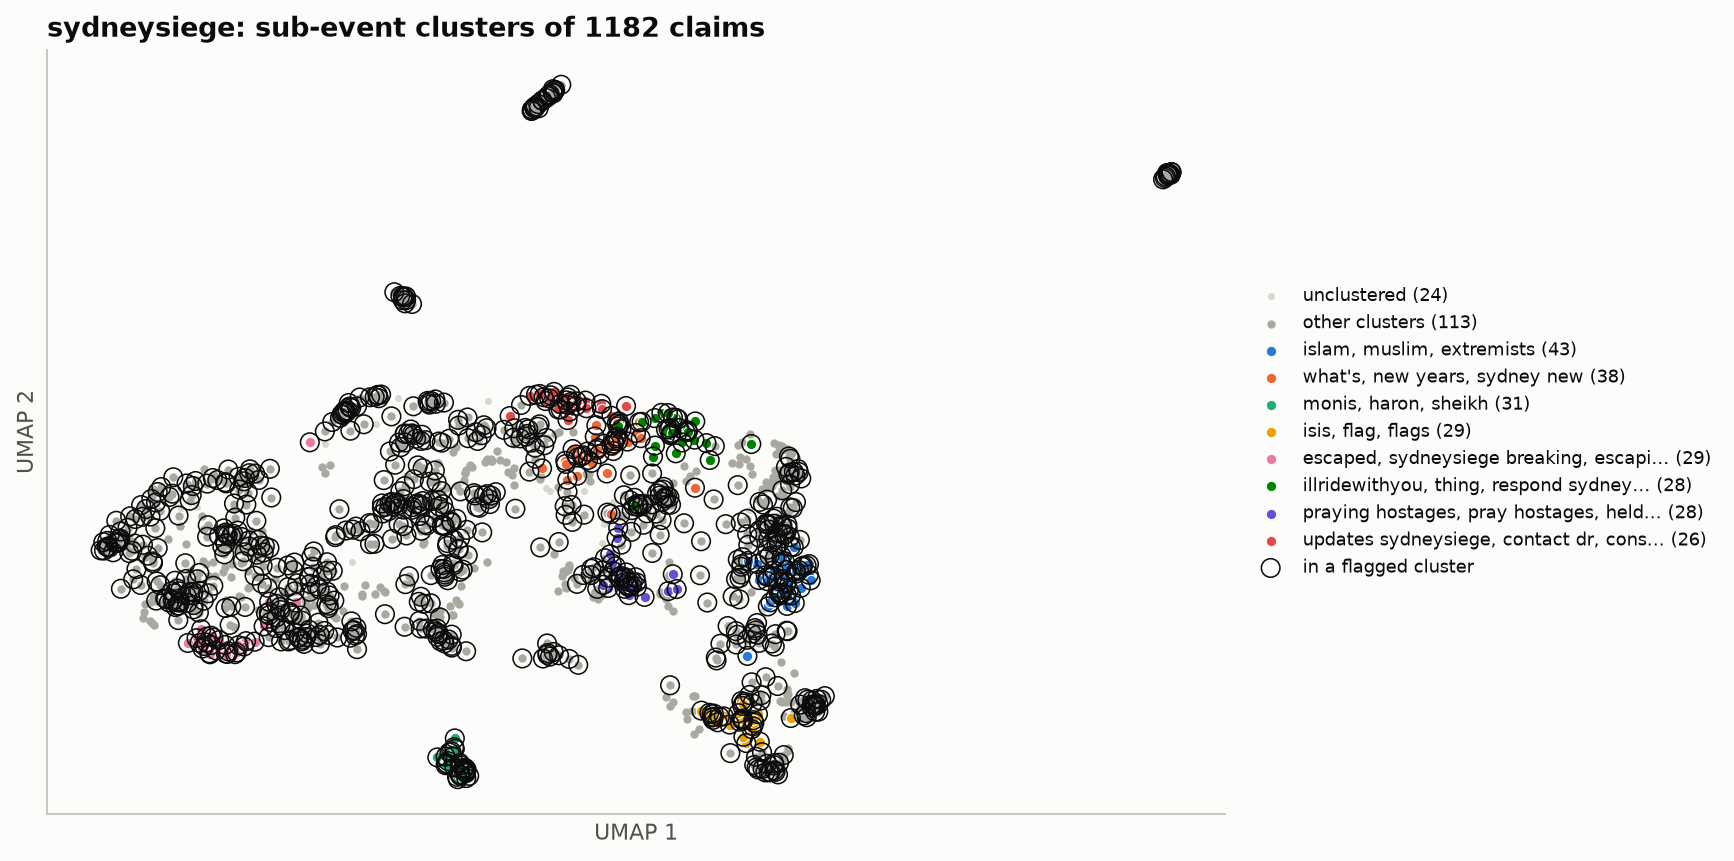 sydneysiege: sub-event clusters of 1182 claims
UMAP 2
unclustered (24)
other clusters (113)
islam, muslim, extremists (43)
what's, new years, sydney new (38)
monis, haron, sheikh (31)
isis, flag, flags (29)
escaped, sydneysiege breaking, escapi... (29)
illridewithyou, thing, respond sydney... (28)
praying hostages, pray hostages, held... (28)
updates sydneysiege, contact dr, cons... (26)
in a flagged cluster
UMAP 1